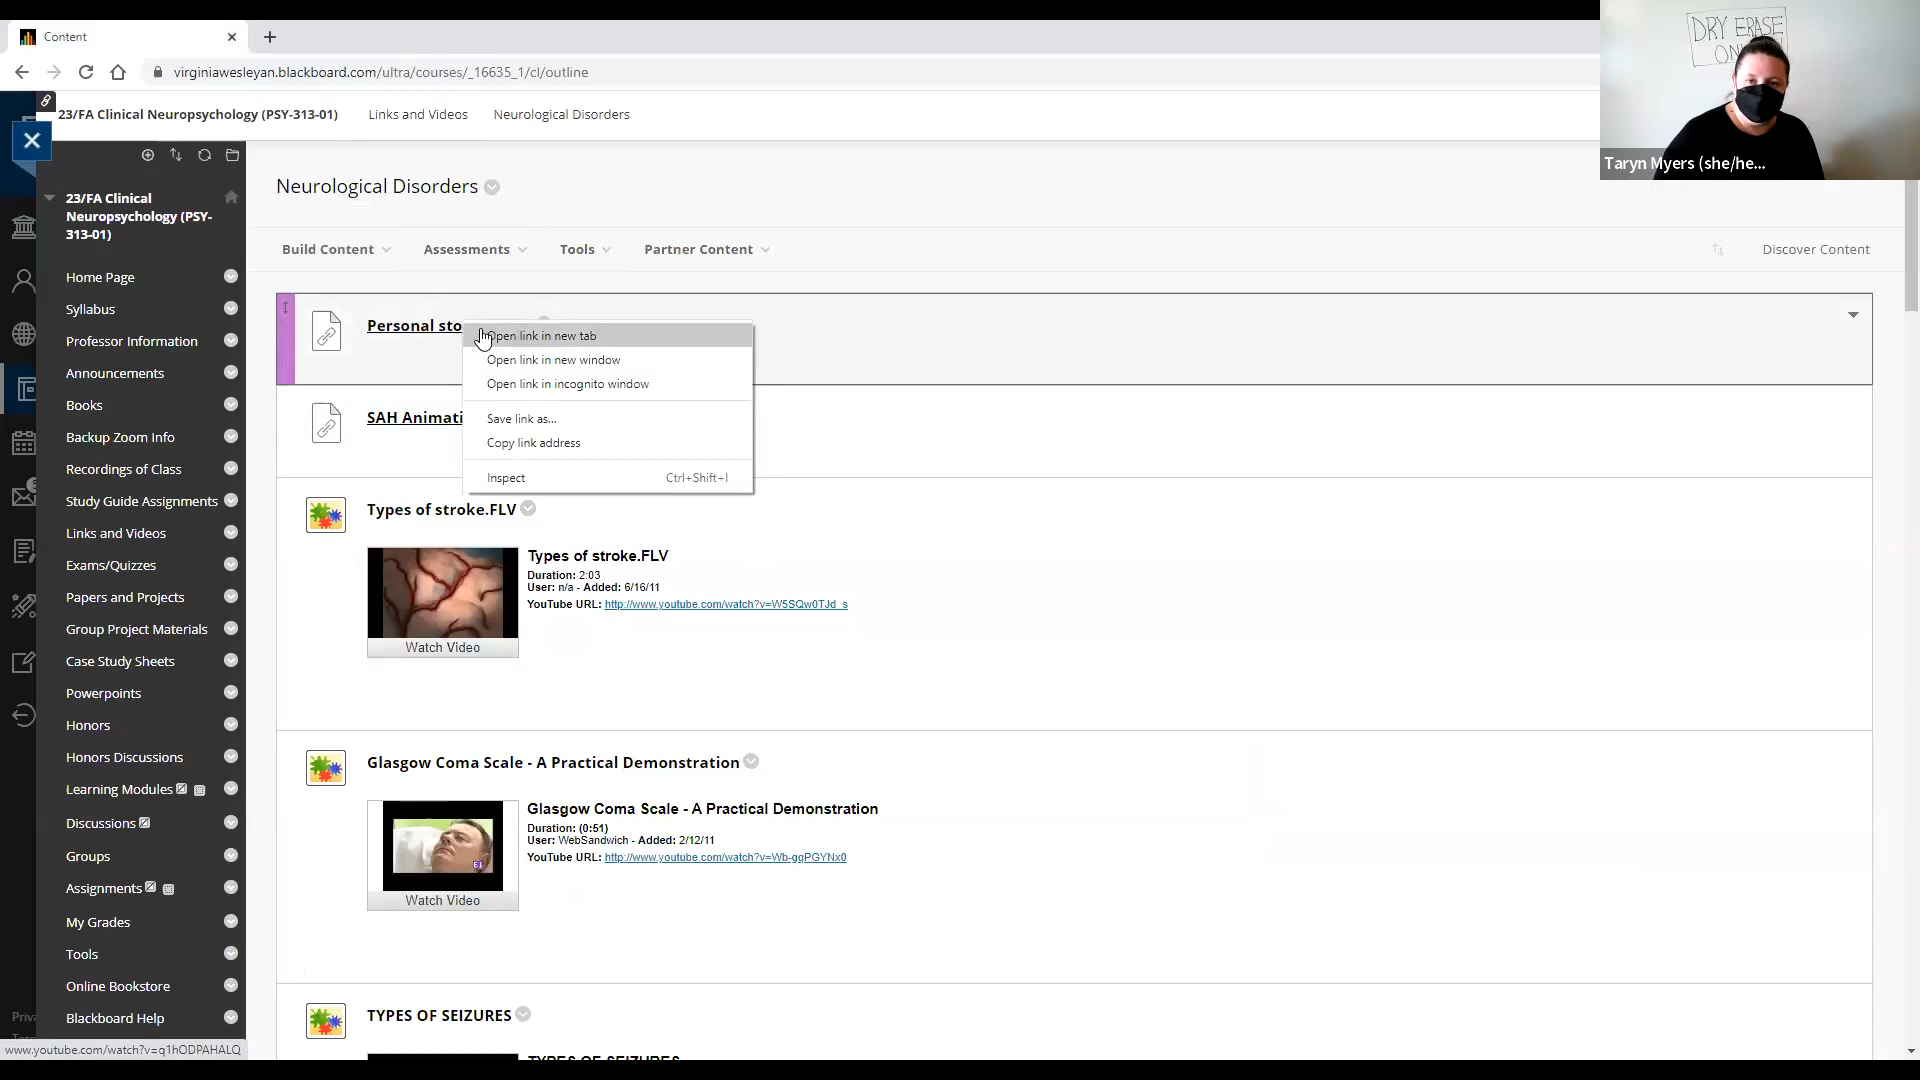 Content
virginiawesleyan.blackboard.com/ultra/courses/_16635_1/cl/outline
DRY ERASE
ON
Taryn Myers (she/he...
23/FA Clinical Neuropsychology (PSY-313-01)
Links and Videos
Neurological Disorders
23/FA Clinical
Neuropsychology (PSY-
313-01)
Home Page
Syllabus
Professor Information
Announcements
Books
Backup Zoom Info
Recordings of Class
Study Guide Assignments
Links and Videos
Exams/Quizzes
Papers and Projects
Group Project Materials
Case Study Sheets
Powerpoints
Honors
Honors Discussions
Learning Modules
Discussions
Groups
Assignments
My Grades
Tools
Online Bookstore
Blackboard Help
Neurological Disorders
Build Content
Assessments
Tools
Partner Content
Discover Content
Personal sto
Open link in new tab
Open link in new window
Open link in incognito window
Save link as...
Copy link address
Inspect Ctrl+Shift+I
SAH Animati
Types of stroke.FLV
Types of stroke.FLV
Duration: 2:03
User: n/a - Added: 6/16/11
YouTube URL: http://www.youtube.com/watch?v=W5SQw0TJd_s
Watch Video
Glasgow Coma Scale - A Practical Demonstration
Glasgow Coma Scale - A Practical Demonstration
Duration: (0:51)
User: WebSandwich - Added: 2/12/11
YouTube URL: http://www.youtube.com/watch?v=Wb-gqPGYNx0
Watch Video
TYPES OF SEIZURES
TYPES OF SEIZURES
Priva
www.youtube.com/watch?v=q1hODPAHALQ